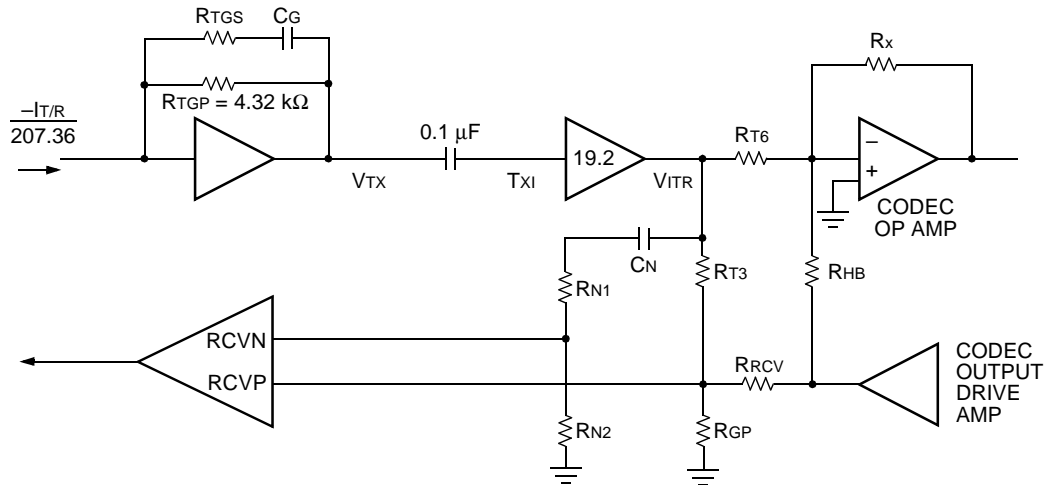 RTGS
CG
RTGP = 4.32 kΩ
–IT/R
207.36
0.1 µF
19.2
VTX
TXI
VITR
RT6
RX
–
+
CODEC
OP AMP
CN
RN1
RT3
RHB
RCVN
RCVP
RRCV
CODEC
OUTPUT
DRIVE
AMP
RN2
RGP